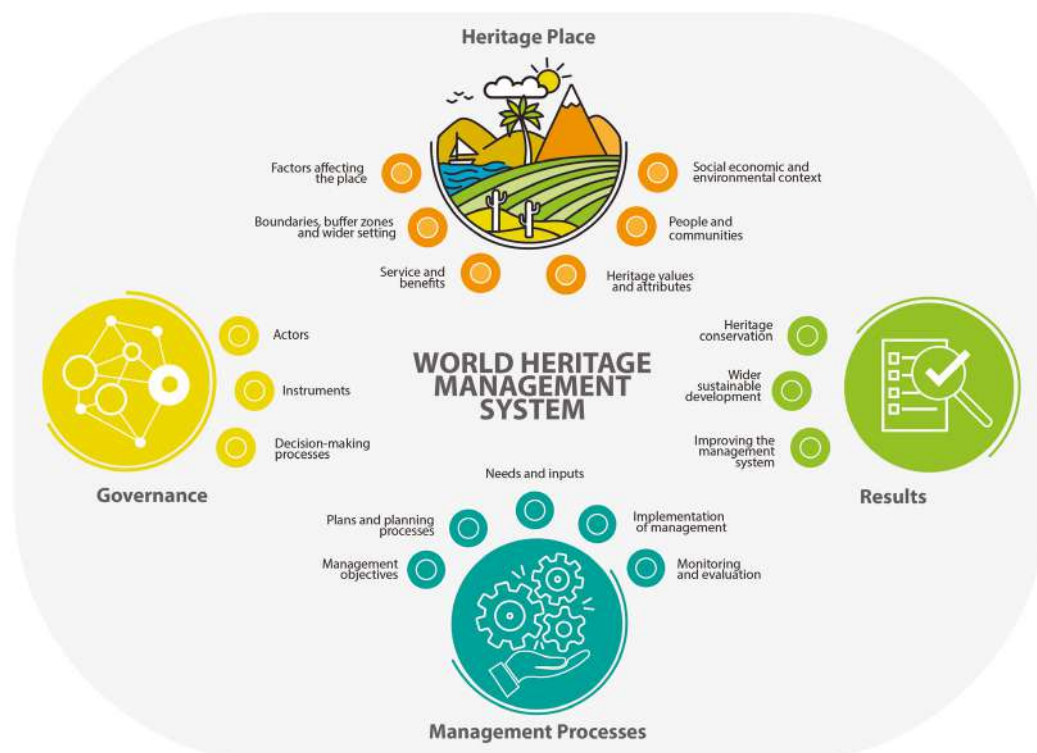 Heritage Place
Factors affecting
the place
Boundaries, buffer zones
and wider setting
Service and
benefits
Social economic and
environmental context
People and
communities
Heritage values
and attributes
Actors
Instruments
Decision-making
processes
Governance
WORLD HERITAGE
MANAGEMENT
SYSTEM
Heritage
conservation
Wider
sustainable
development
Improving the
management
system
Results
Needs and inputs
Plans and planning
processes
Management
objectives
Implementation
of management
Monitoring
and evaluation
Management Processes